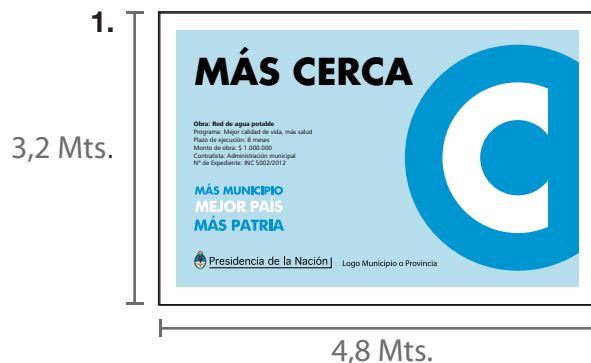 1.
3,2 Mts.
MÁS CERCA
Obra: Red de agua potable
Programa: Mejor calidad de vida, más salud
Plazo de ejecución: 8 meses
Monto de obra: $ 1.000.000
Contratista: Administración municipal
Nº de Expediente: INC 5002/2012
MÁS MUNICIPIO
MEJOR PAÍS
MÁS PATRIA
Presidencia de la Nación
Logo Municipio o Provincia
C
4,8 Mts.